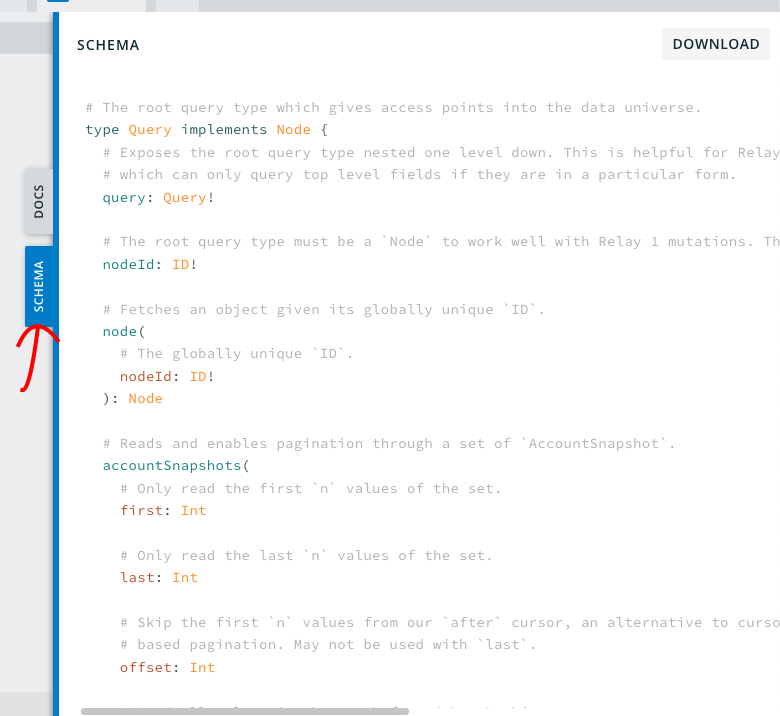 SCHEMA
DOWNLOAD
# The root query type which gives access points into the data universe.
type Query implements Node {
# Exposes the root query type nested one level down. This is helpful for Relay
# which can only query top level fields if they are in a particular form.
query: Query!
# The root query type must be a `Node` to work well with Relay 1 mutations. Th
nodeId: ID!
# Fetches an object given its globally unique `ID`.
node(
# The globally unique `ID`.
nodeId: ID!
): Node
# Reads and enables pagination through a set of `AccountSnapshot`.
accountSnapshots(
# Only read the first `n` values of the set.
first: Int
# Only read the last `n` values of the set.
last: Int
# Skip the first `n` values from our `after` cursor, an alternative to curso
# based pagination. May not be used with `last`.
offset: Int
DOCS
SCHEMA